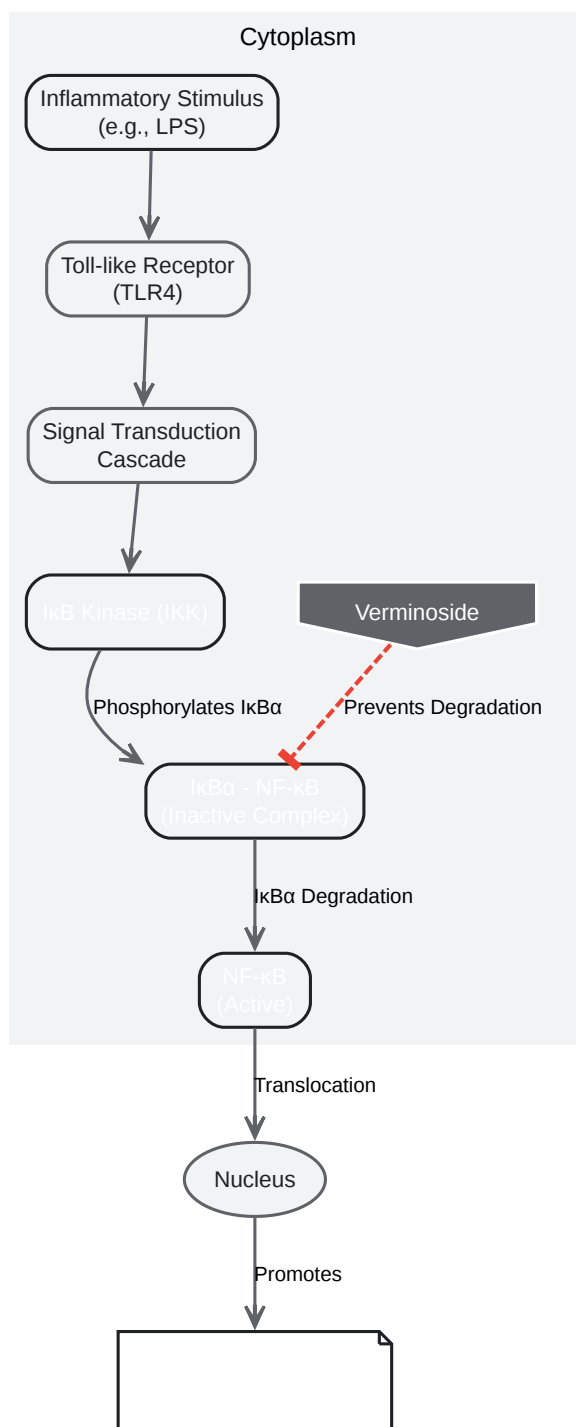 Cytoplasm
Inflammatory Stimulus
(e.g., LPS)
Toll-like Receptor
(TLR4)
Signal Transduction
Cascade
IκB Kinase (IKK)
Verminoside
Phosphorylates IκBα
Prevents Degradation
IκBα - NF-κB
(Inactive Complex)
IκBα Degradation
NF-κB
(Active)
Translocation
Nucleus
Promotes